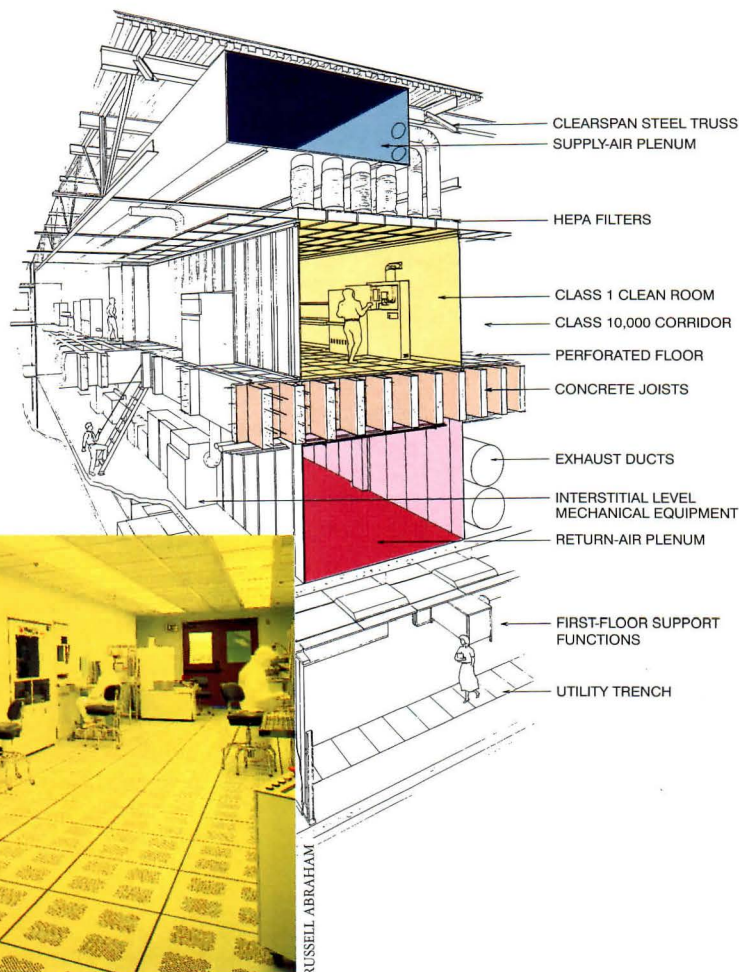 CLEARSPAN STEEL TRUSS
SUPPLY-AIR PLENUM
HEPA FILTERS
CLASS 1 CLEAN ROOM
CLASS 10,000 CORRIDOR
PERFORATED FLOOR
CONCRETE JOISTS
EXHAUST DUCTS
INTERSTITIAL LEVEL
MECHANICAL EQUIPMENT
RETURN-AIR PLENUM
FIRST-FLOOR SUPPORT
FUNCTIONS
UTILITY TRENCH
RUSSELL ABRAHAM